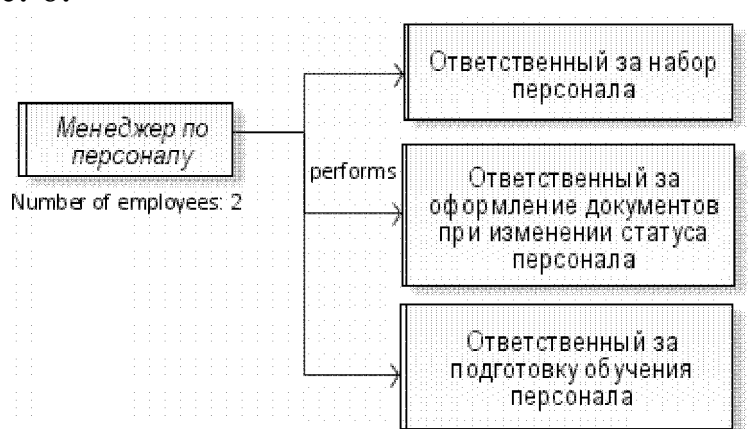 Менеджер по
персоналу
Number of employees: 2
performs
Ответственный за набор
персонала
Ответственный за
оформление документов
при изменении статуса
персонала
Ответственный за
подготовку обучения
персонала